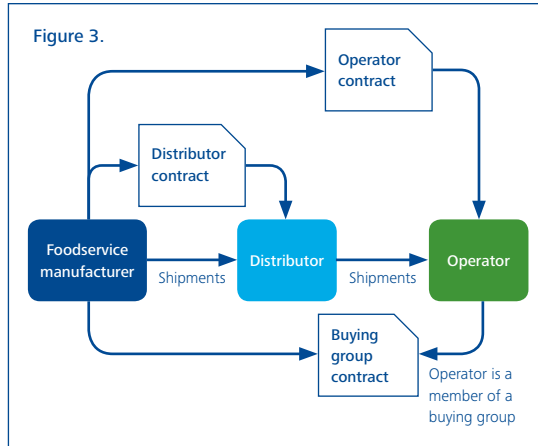 Figure 3.
Operator
contract
Distributor
contract
Foodservice
manufacturer
Shipments
Distributor
Shipments
Operator
Buying
group
contract
Operator is a
member of a
buying group